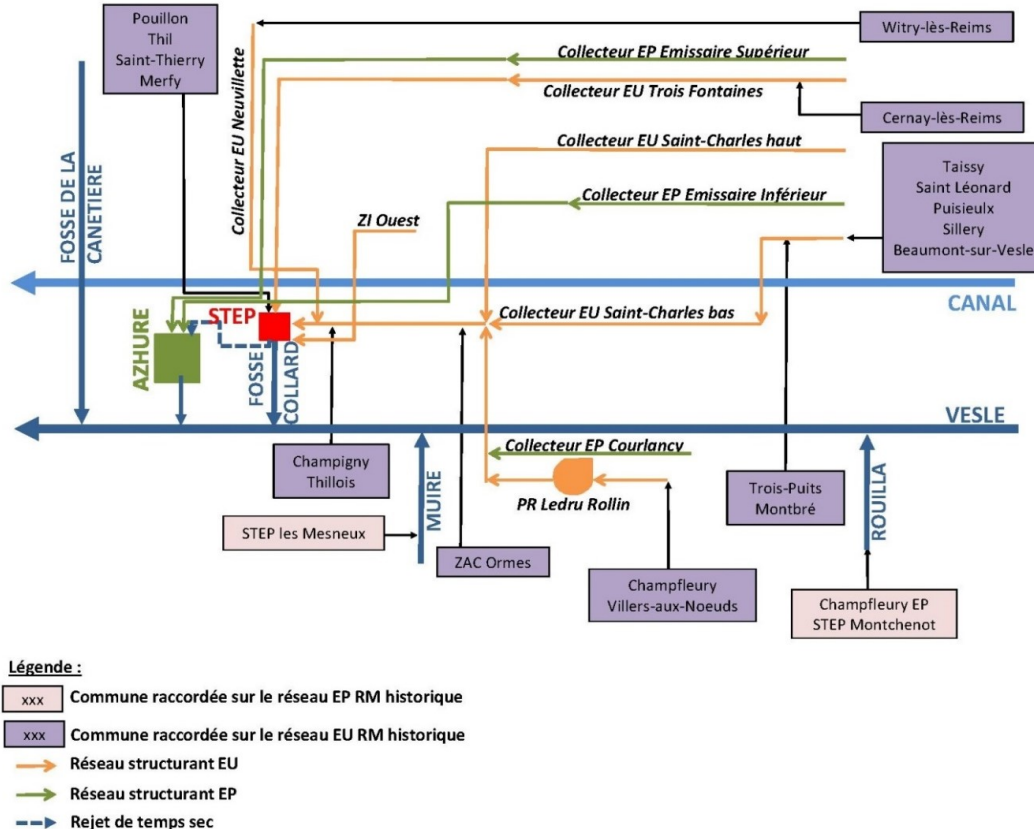 Pouillon
Thil
Saint-Thierry
Merfy
Witry-lès-Reims
Collecteur EP Emissaire Supérieur
Collecteur EU Trois Fontaines
Cernay-lès-Reims
Collecteur EU Neuvillette
FOSSE DE LA
CANETIERE
Collecteur EU Saint-Charles haut
Taissy
Saint Léonard
Puisieulx
Sillery
Beaumont-sur-Vesle
Collecteur EP Emissaire Inférieur
ZI Ouest
CANAL
STEP
Collecteur EU Saint-Charles bas
AZHURE
FOSSE
COLLARD
VESLE
Champigny
Thillois
Collecteur EP Courlancy
PR Ledru Rollin
MUIRE
Trois-Puits
Montbré
ROUILLA
STEP les Mesneux
ZAC Ormes
Champfleury
Villers-aux-Noeuds
Champfleury EP
STEP Montchenot
Légende :
xxx Commune raccordée sur le réseau EP RM historique
xxx Commune raccordée sur le réseau EU RM historique
Réseau structurant EU
Réseau structurant EP
Rejet de temps sec